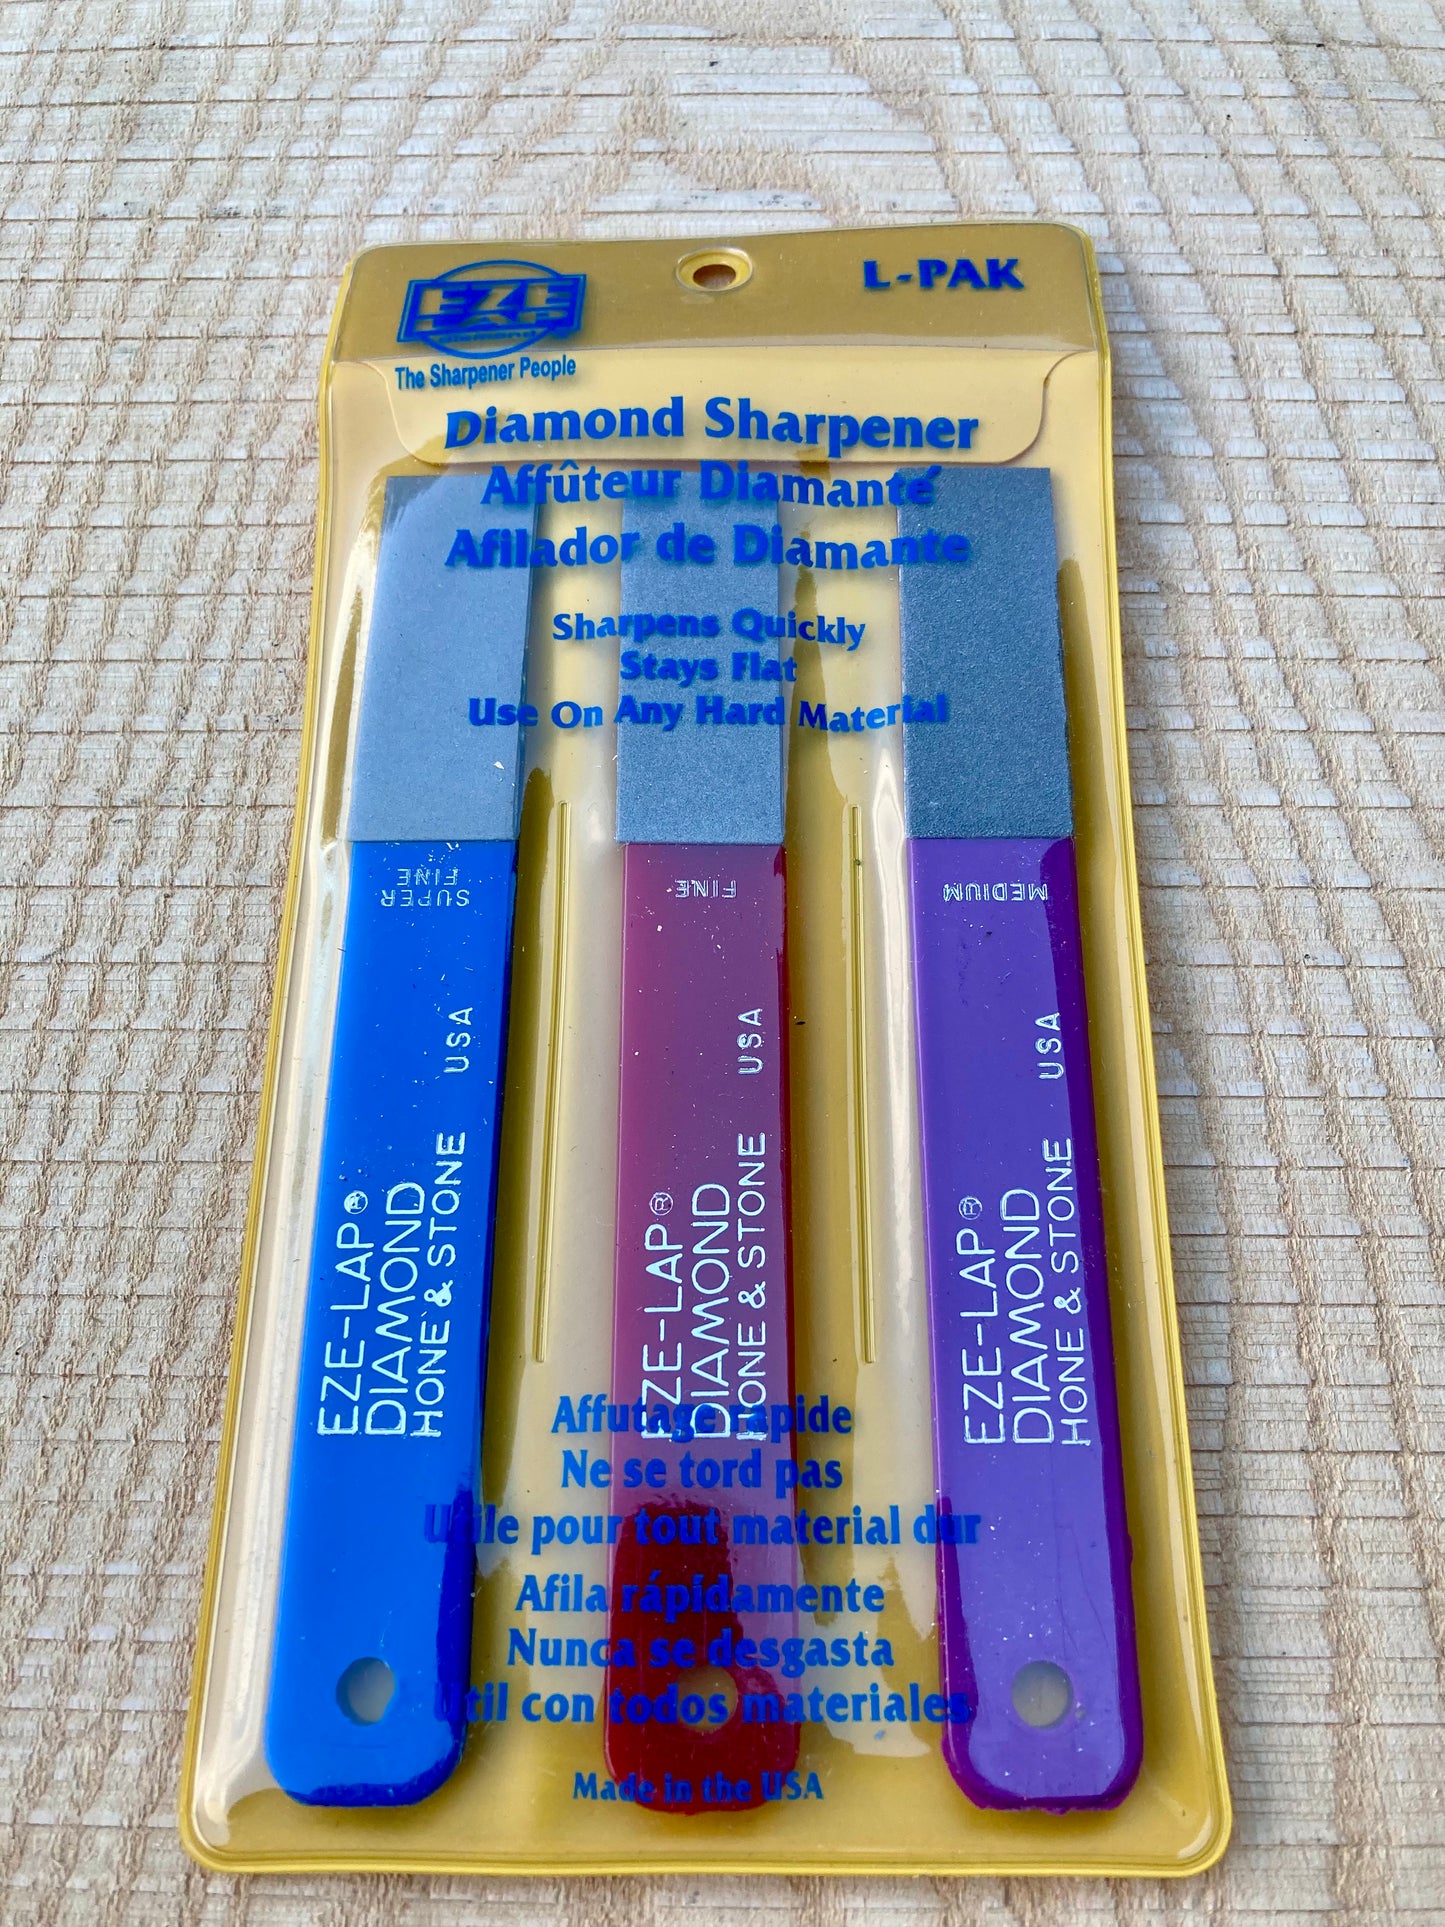 EZE
LAP
Diamond
The Sharpener People
L-PAK
Diamond Sharpener
Affûteur Diamanté
Afilador de Diamante
Sharpens Quickly
Stays Flat
Use On Any Hard Material
SUPER
FINE
USA
EZE-LAP®
DIAMOND
HONE & STONE
FINE
USA
EZE-LAP®
DIAMOND
HONE & STONE
MEDIUM
USA
EZE-LAP®
DIAMOND
HONE & STONE
Affutage rapide
Ne se tord pas
Utile pour tout material dur
Afila rápidamente
Nunca se desgasta
Util con todos materiales
Made in the USA